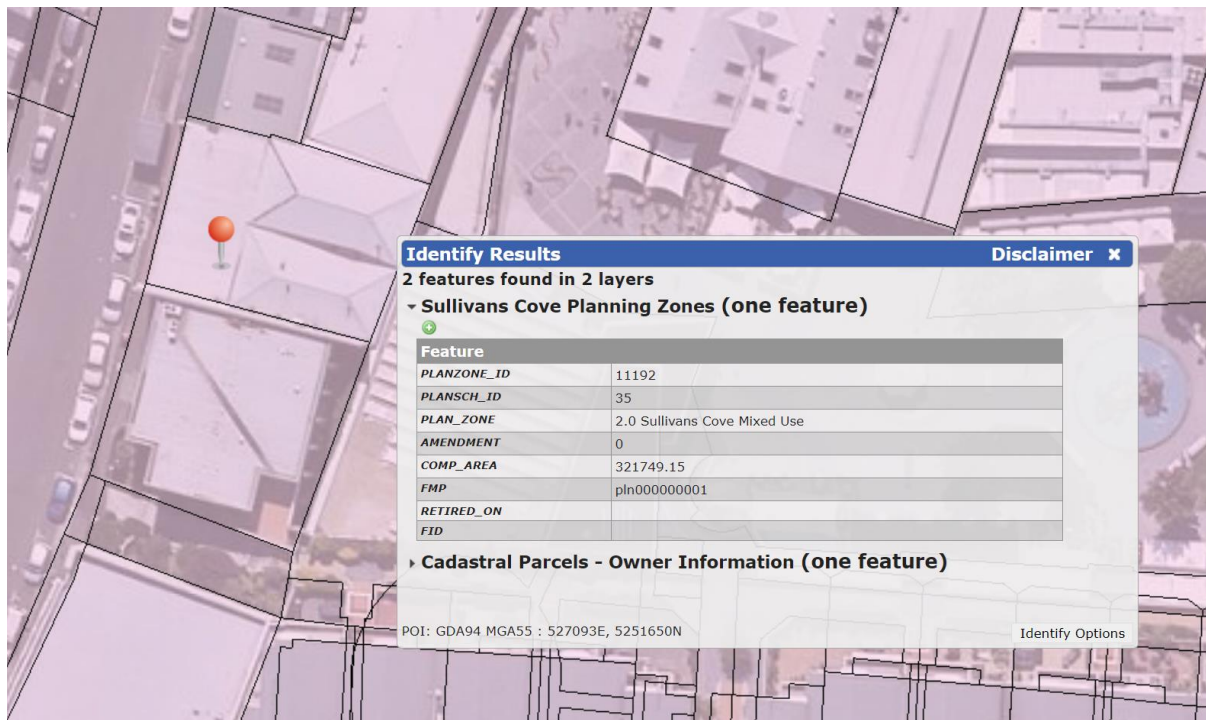 Identify Results Disclaimer ×
2 features found in 2 layers
Sullivans Cove Planning Zones (one feature)
Feature
PLANZONE_ID 11192
PLANSCH_ID 35
PLAN_ZONE 2.0 Sullivans Cove Mixed Use
AMENDMENT 0
COMP_AREA 321749.15
FMP pln000000001
RETIRED_ON
FID
Cadastral Parcels - Owner Information (one feature)
POI: GDA94 MGA55 : 527093E, 5251650N Identify Options